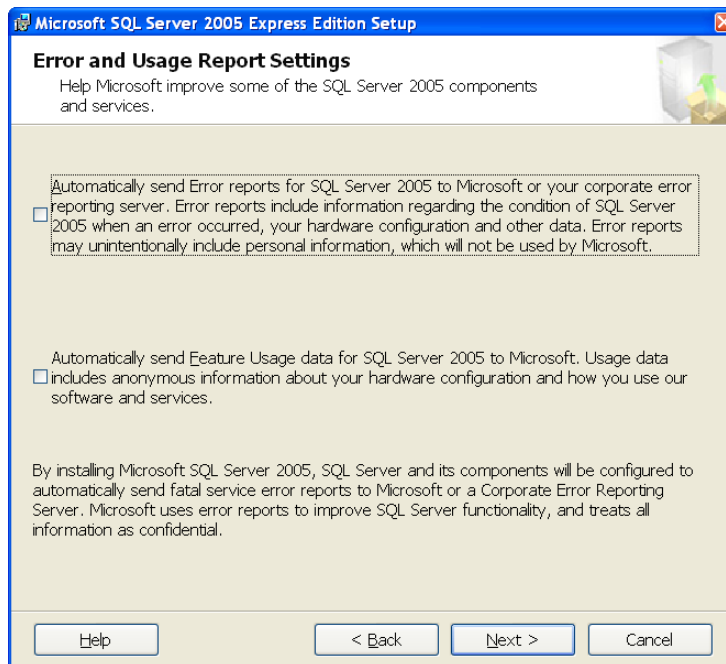 Microsoft SQL Server 2005 Express Edition Setup
Error and Usage Report Settings
Help Microsoft improve some of the SQL Server 2005 components
and services.
Automatically send Error reports for SQL Server 2005 to Microsoft or your corporate error
reporting server. Error reports include information regarding the condition of SQL Server
2005 when an error occurred, your hardware configuration and other data. Error reports
may unintentionally include personal information, which will not be used by Microsoft.
Automatically send Feature Usage data for SQL Server 2005 to Microsoft. Usage data
includes anonymous information about your hardware configuration and how you use our
software and services.
By installing Microsoft SQL Server 2005, SQL Server and its components will be configured to
automatically send fatal service error reports to Microsoft or a Corporate Error Reporting
Server. Microsoft uses error reports to improve SQL Server functionality, and treats all
information as confidential.
Help
< Back
Next >
Cancel